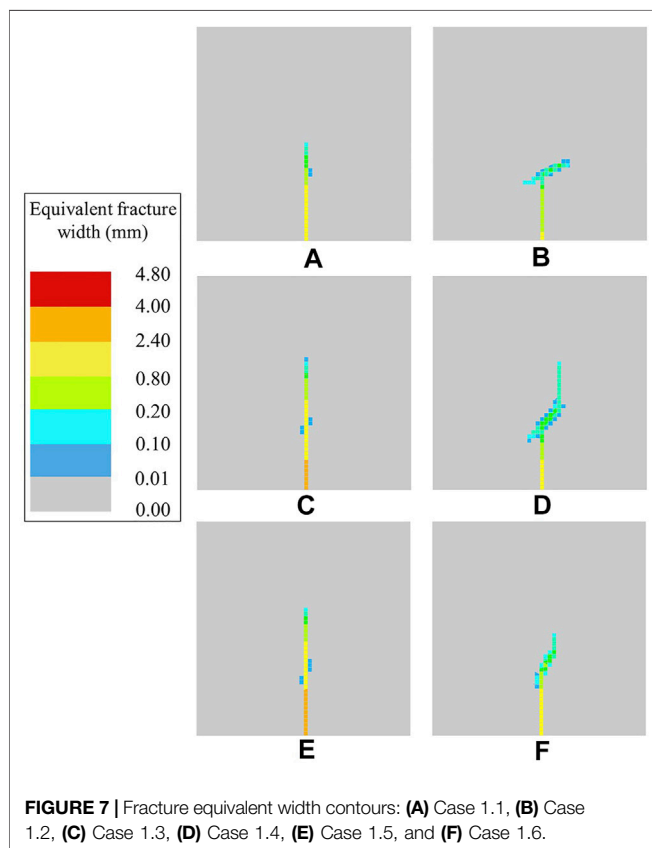 Equivalent fracture
width (mm)
4.80
4.00
2.40
0.80
0.20
0.10
0.01
0.00
A
B
C
D
E
F
FIGURE 7 | Fracture equivalent width contours: (A) Case 1.1, (B) Case
1.2, (C) Case 1.3, (D) Case 1.4, (E) Case 1.5, and (F) Case 1.6.